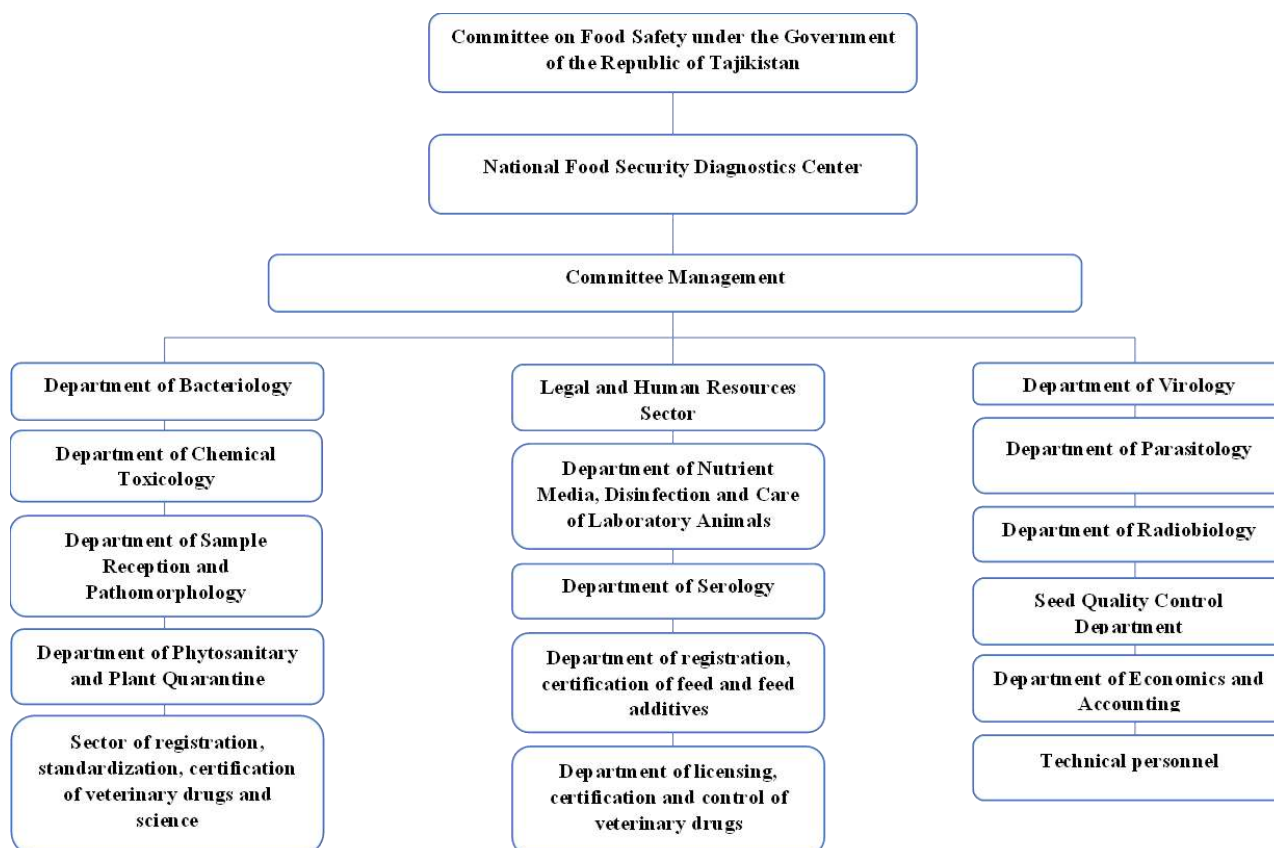 Committee on Food Safety under the Government
of the Republic of Tajikistan
National Food Security Diagnostics Center
Committee Management
Department of Bacteriology
Department of Chemical
Toxicology
Department of Sample
Reception and
Pathomorphology
Department of Phytosanitary
and Plant Quarantine
Sector of registration,
standardization, certification
of veterinary drugs and
science
Legal and Human Resources
Sector
Department of Nutrient
Media, Disinfection and Care
of Laboratory Animals
Department of Serology
Department of registration,
certification of feed and feed
additives
Department of licensing,
certification and control of
veterinary drugs
Department of Virology
Department of Parasitology
Department of Radiobiology
Seed Quality Control
Department
Department of Economics and
Accounting
Technical personnel